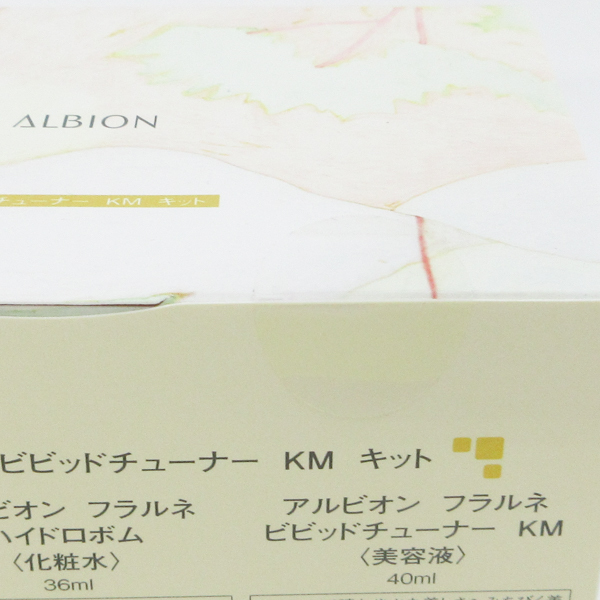 ALBION
チューナー KM キット
ビビッドチューナー KM キット
ビオン フラルネ
ハイドロボム
〈化粧水〉
36ml
アルビオン フラルネ
ビビッドチューナー KM
〈美容液〉
40ml